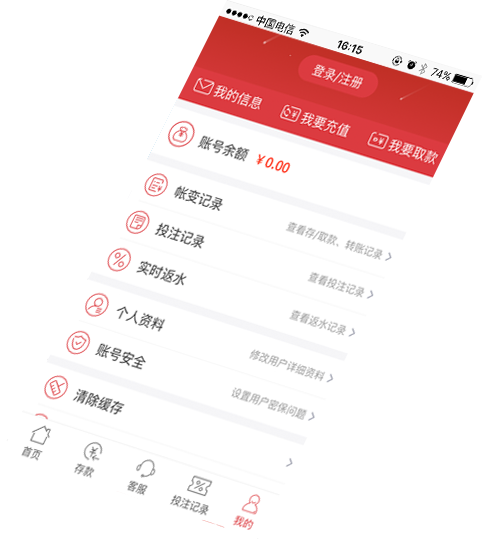 中国电信 16:15 74%
登录/注册
我的信息 我要充值 我要取款
账号余额 ¥0.00
帐变记录 查看存/取款、转账记录
投注记录 查看投注记录
实时返水 查看返水记录
个人资料 修改用户详细资料
账号安全 设置用户密保问题
清除缓存
首页 存款 客服 投注记录 我的